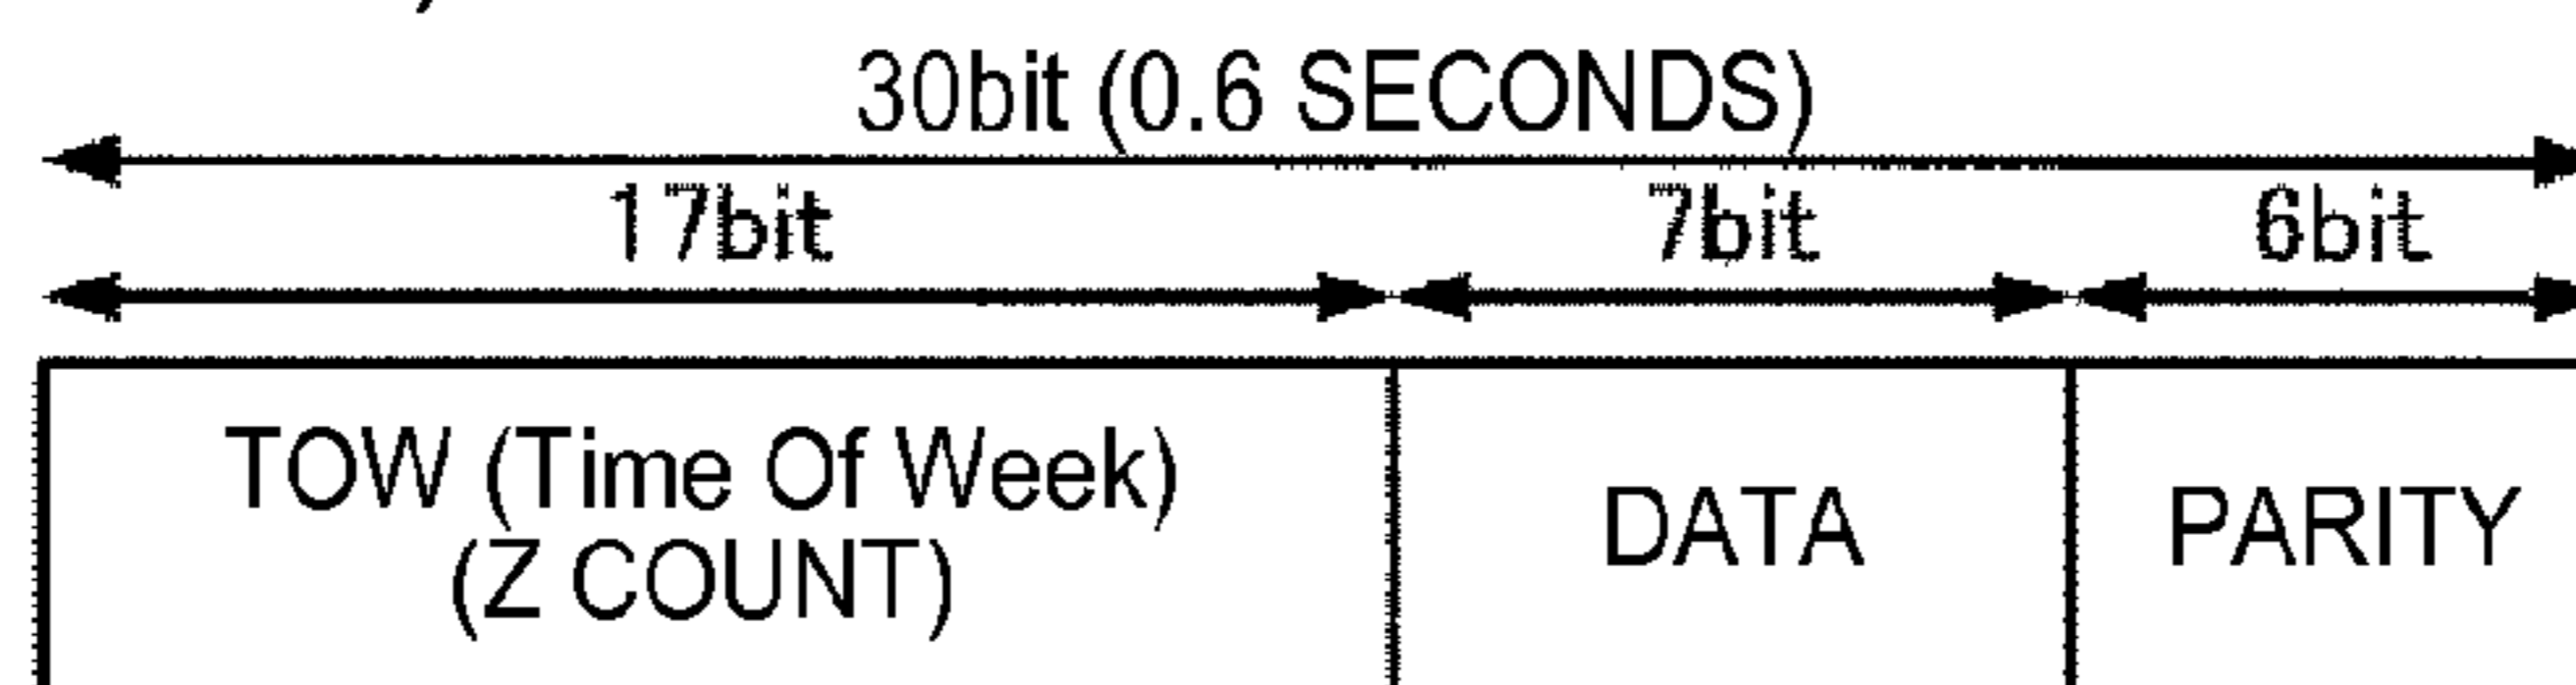 30bit (0.6 SECONDS)
17bit 7bit 6bit
TOW (Time Of Week)
(Z COUNT)
DATA
PARITY